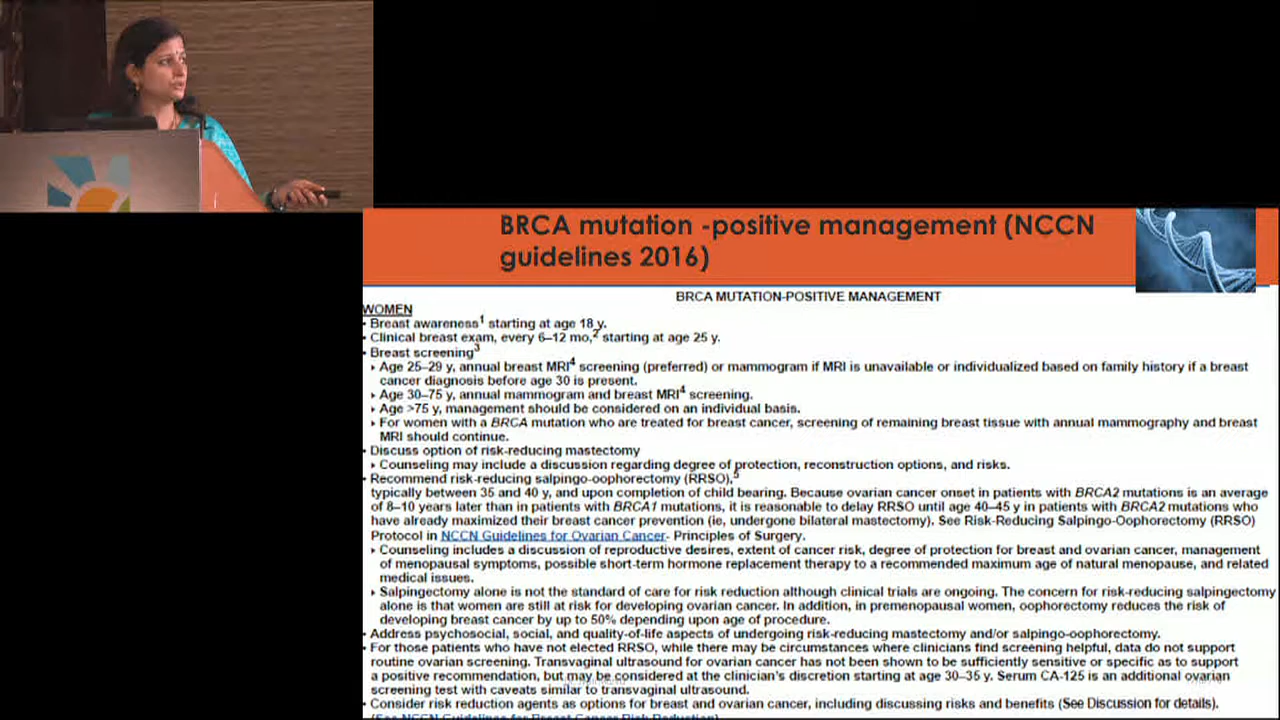 BRCA mutation -positive management (NCCN
guidelines 2016)
BRCA MUTATION-POSITIVE MANAGEMENT
WOMEN
• Breast awareness1 starting at age 18 y.
• Clinical breast exam, every 6–12 mo,2 starting at age 25 y.
• Breast screening3
‣ Age 25–29 y, annual breast MRI4 screening (preferred) or mammogram if MRI is unavailable or individualized based on family history if a breast
cancer diagnosis before age 30 is present.
‣ Age 30–75 y, annual mammogram and breast MRI4 screening.
‣ Age >75 y, management should be considered on an individual basis.
‣ For women with a BRCA mutation who are treated for breast cancer, screening of remaining breast tissue with annual mammography and breast
MRI should continue.
• Discuss option of risk-reducing mastectomy
‣ Counseling may include a discussion regarding degree of protection, reconstruction options, and risks.
• Recommend risk-reducing salpingo-oophorectomy (RRSO),5
typically between 35 and 40 y, and upon completion of child bearing. Because ovarian cancer onset in patients with BRCA2 mutations is an average
of 8–10 years later than in patients with BRCA1 mutations, it is reasonable to delay RRSO until age 40–45 y in patients with BRCA2 mutations who
have already maximized their breast cancer prevention (ie, undergone bilateral mastectomy). See Risk-Reducing Salpingo-Oophorectomy (RRSO)
Protocol in NCCN Guidelines for Ovarian Cancer- Principles of Surgery.
‣ Counseling includes a discussion of reproductive desires, extent of cancer risk, degree of protection for breast and ovarian cancer, management
of menopausal symptoms, possible short-term hormone replacement therapy to a recommended maximum age of natural menopause, and related
medical issues.
‣ Salpingectomy alone is not the standard of care for risk reduction although clinical trials are ongoing. The concern for risk-reducing salpingectomy
alone is that women are still at risk for developing ovarian cancer. In addition, in premenopausal women, oophorectomy reduces the risk of
developing breast cancer by up to 50% depending upon age of procedure.
• Address psychosocial, social, and quality-of-life aspects of undergoing risk-reducing mastectomy and/or salpingo-oophorectomy.
• For those patients who have not elected RRSO, while there may be circumstances where clinicians find screening helpful, data do not support
routine ovarian screening. Transvaginal ultrasound for ovarian cancer has not been shown to be sufficiently sensitive or specific as to support
a positive recommendation, but may be considered at the clinician's discretion starting at age 30–35 y. Serum CA-125 is an additional ovarian
screening test with caveats similar to transvaginal ultrasound.
• Consider risk reduction agents as options for breast and ovarian cancer, including discussing risks and benefits (See Discussion for details).
(See NCCN Guidelines for Breast Cancer Risk Reduction)